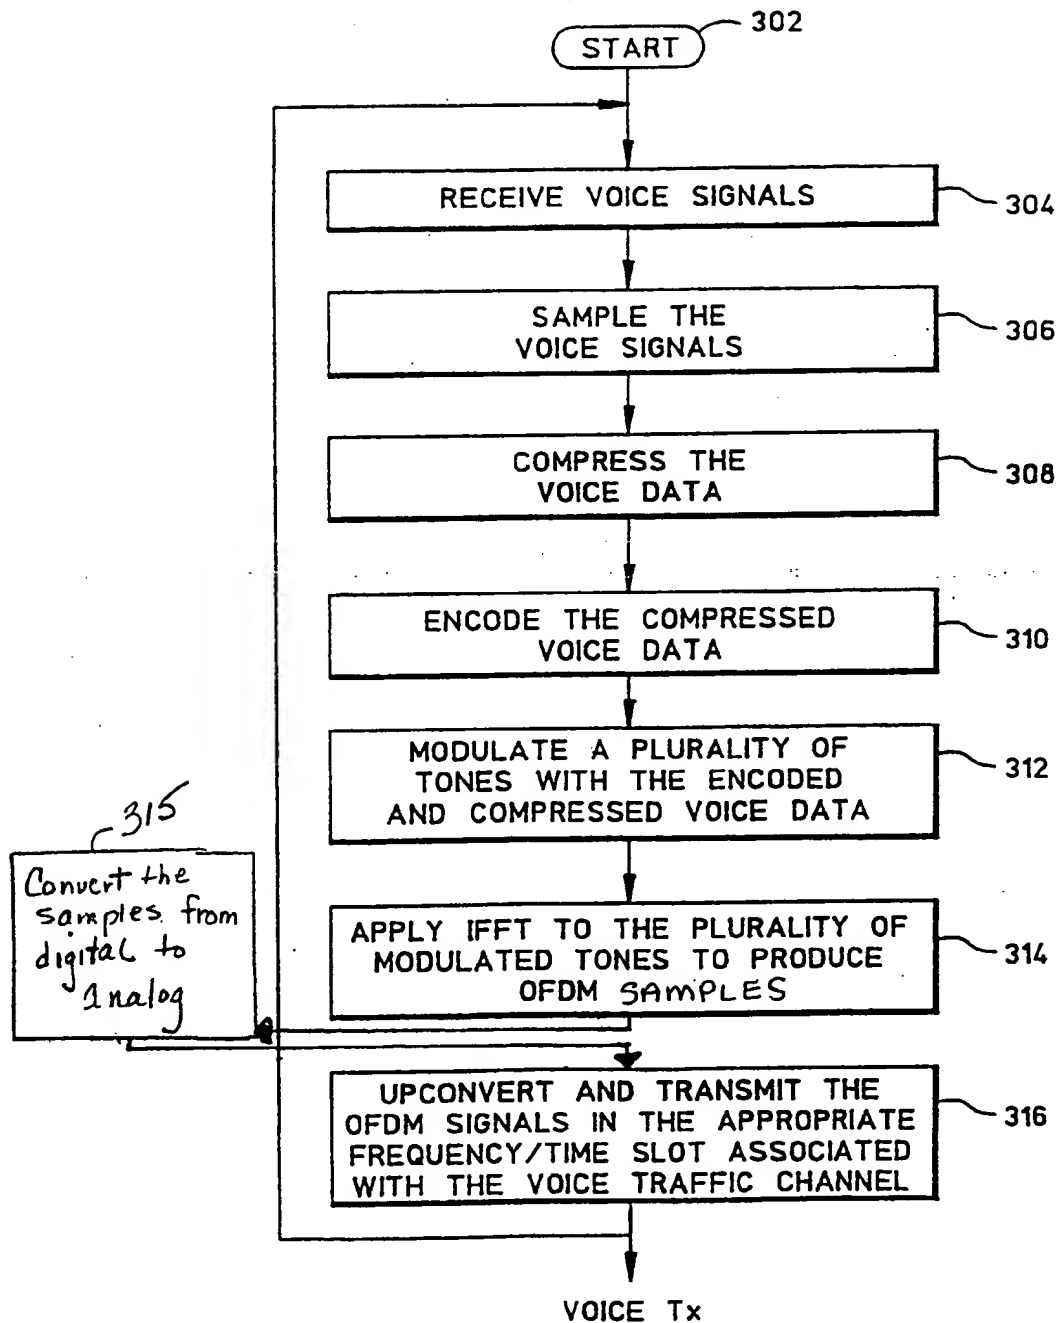 302
START
RECEIVE VOICE SIGNALS
304
SAMPLE THE
VOICE SIGNALS
306
COMPRESS THE
VOICE DATA
308
ENCODE THE COMPRESSED
VOICE DATA
310
MODULATE A PLURALITY OF
TONES WITH THE ENCODED
AND COMPRESSED VOICE DATA
312
APPLY IFFT TO THE PLURALITY OF
MODULATED TONES TO PRODUCE
OFDM SAMPLES
314
315
Convert the
samples from
digital to
Analog
UPCONVERT AND TRANSMIT THE
OFDM SIGNALS IN THE APPROPRIATE
FREQUENCY/TIME SLOT ASSOCIATED
WITH THE VOICE TRAFFIC CHANNEL
316
VOICE Tx